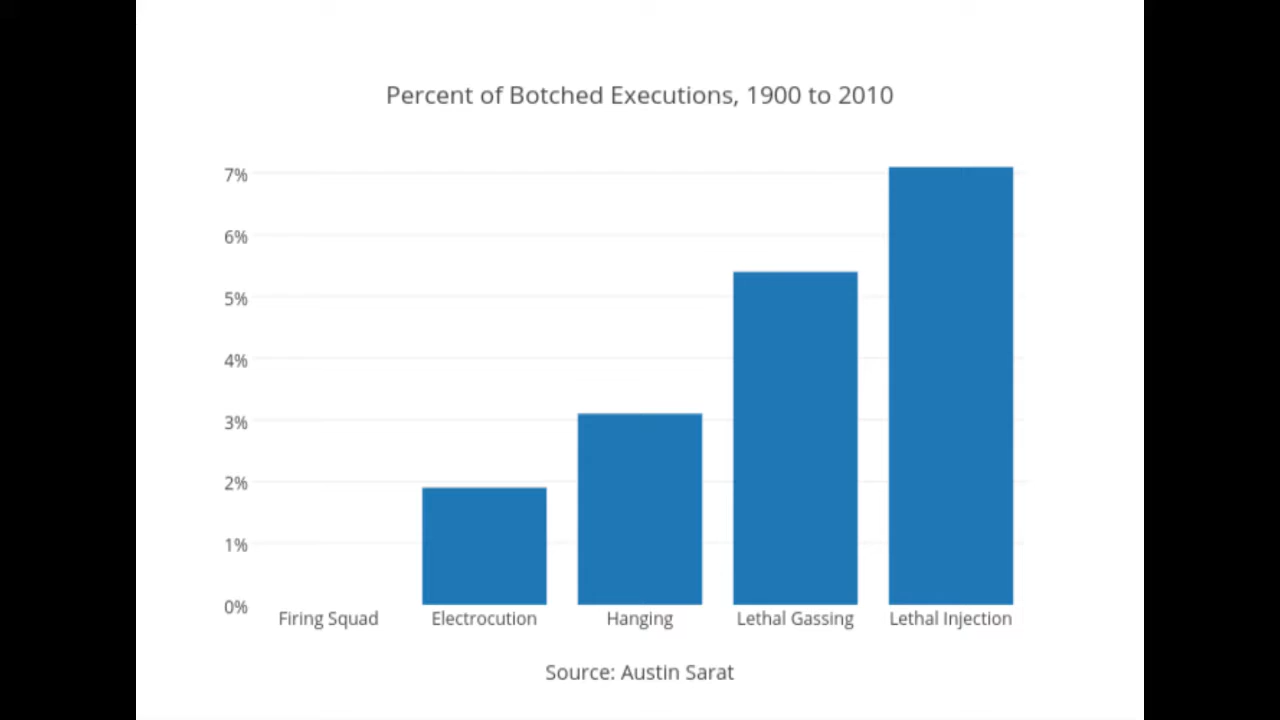 Percent of Botched Executions, 1900 to 2010
7%
6%
5%
4%
3%
2%
1%
0%
Firing Squad Electrocution Hanging Lethal Gassing Lethal Injection
Source: Austin Sarat